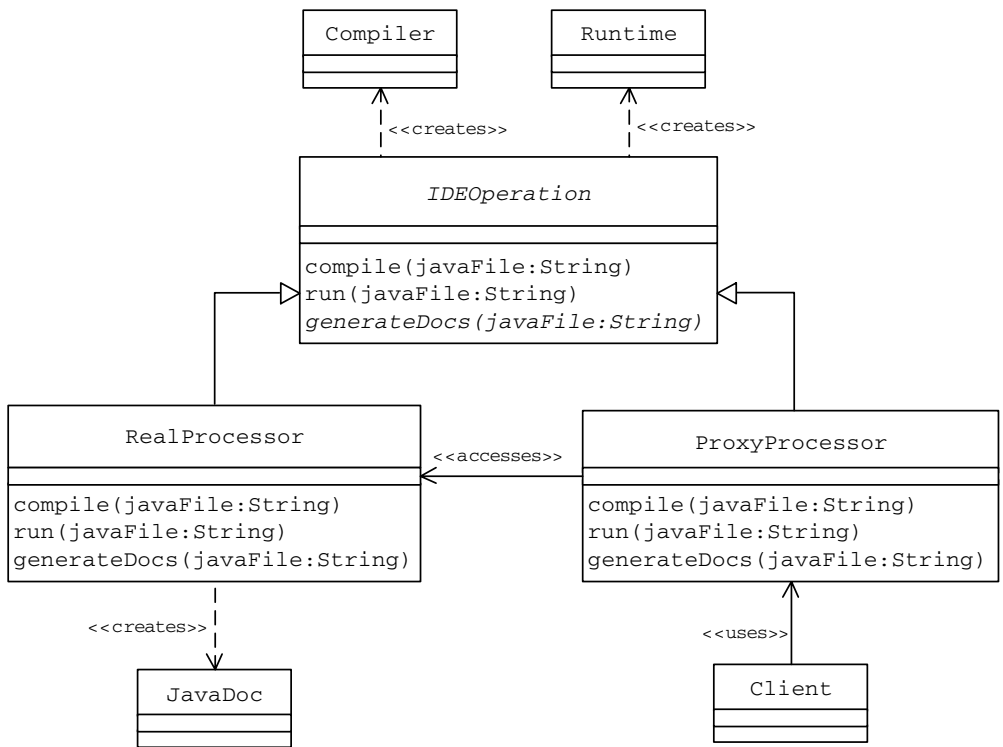 Compiler
Runtime
<<creates>>
<<creates>>
IDEOperation
compile(javaFile:String)
run(javaFile:String)
generateDocs(javaFile:String)
RealProcessor
compile(javaFile:String)
run(javaFile:String)
generateDocs(javaFile:String)
<<accesses>>
ProxyProcessor
compile(javaFile:String)
run(javaFile:String)
generateDocs(javaFile:String)
<<creates>>
<<uses>>
JavaDoc
Client